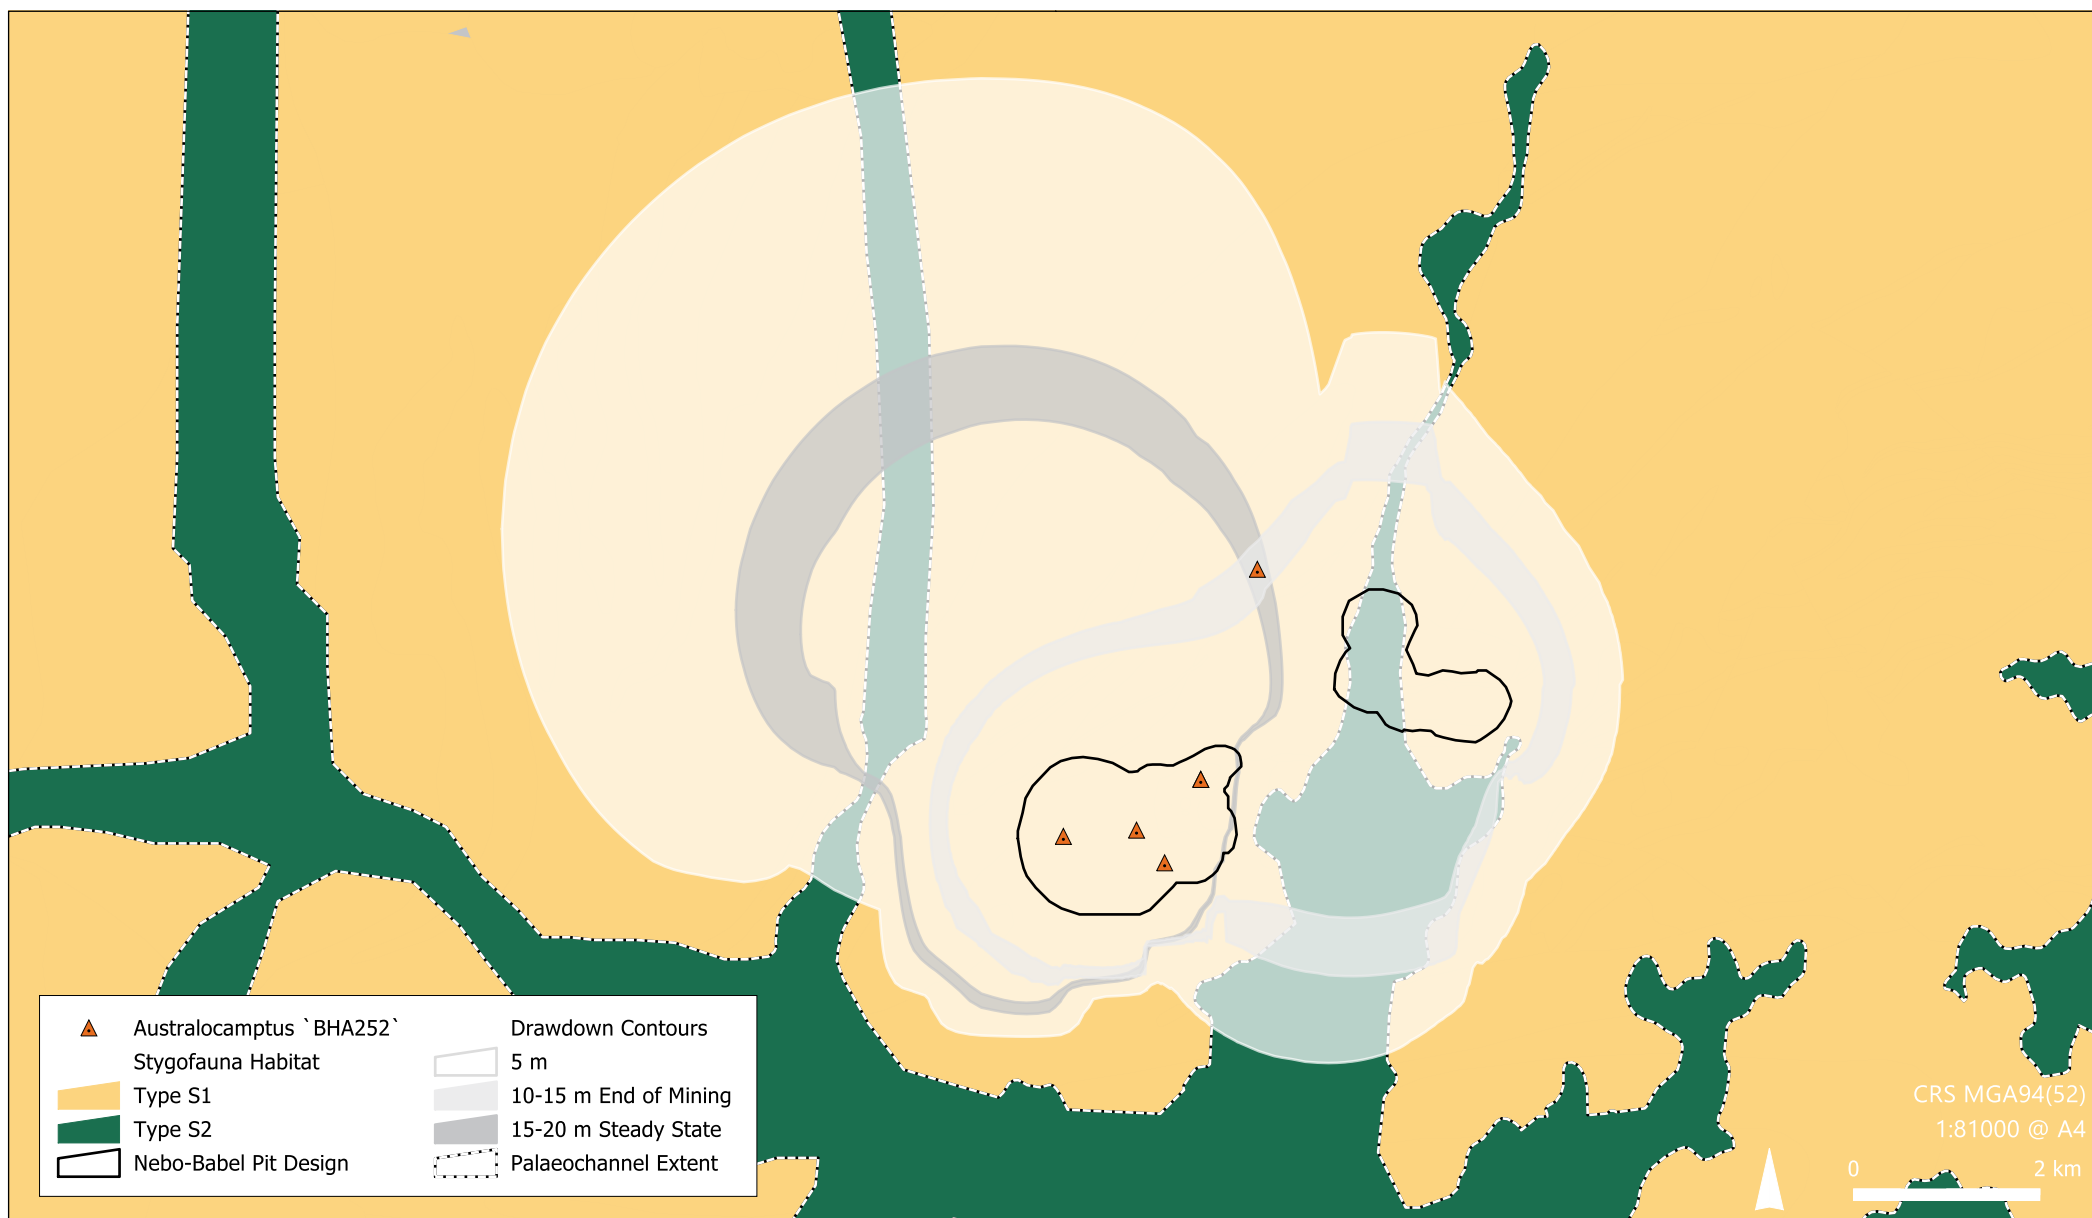 Australocamptus `BHA252`
Stygofauna Habitat
Type S1
Type S2
Nebo-Babel Pit Design
Drawdown Contours
5 m
10-15 m End of Mining
15-20 m Steady State
Palaeochannel Extent
CRS MGA94(52)
1:81000 @ A4
0 2 km